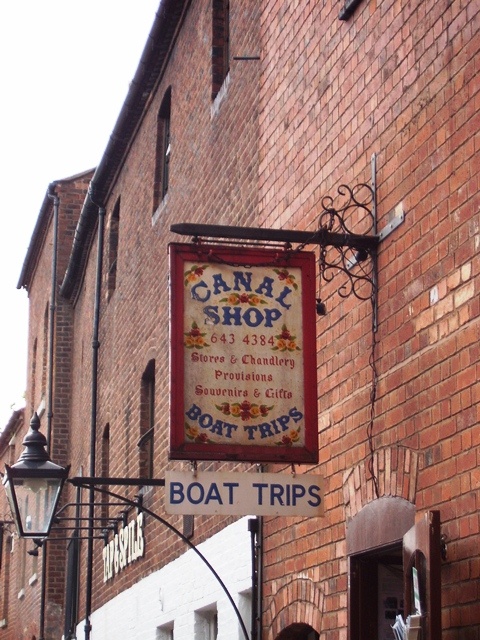 CANAL
SHOP
643 4384
Stores & Chandlery
Provisions
Souvenirs & Gifts
BOAT TRIPS
BOAT TRIPS
TAP & SPILE